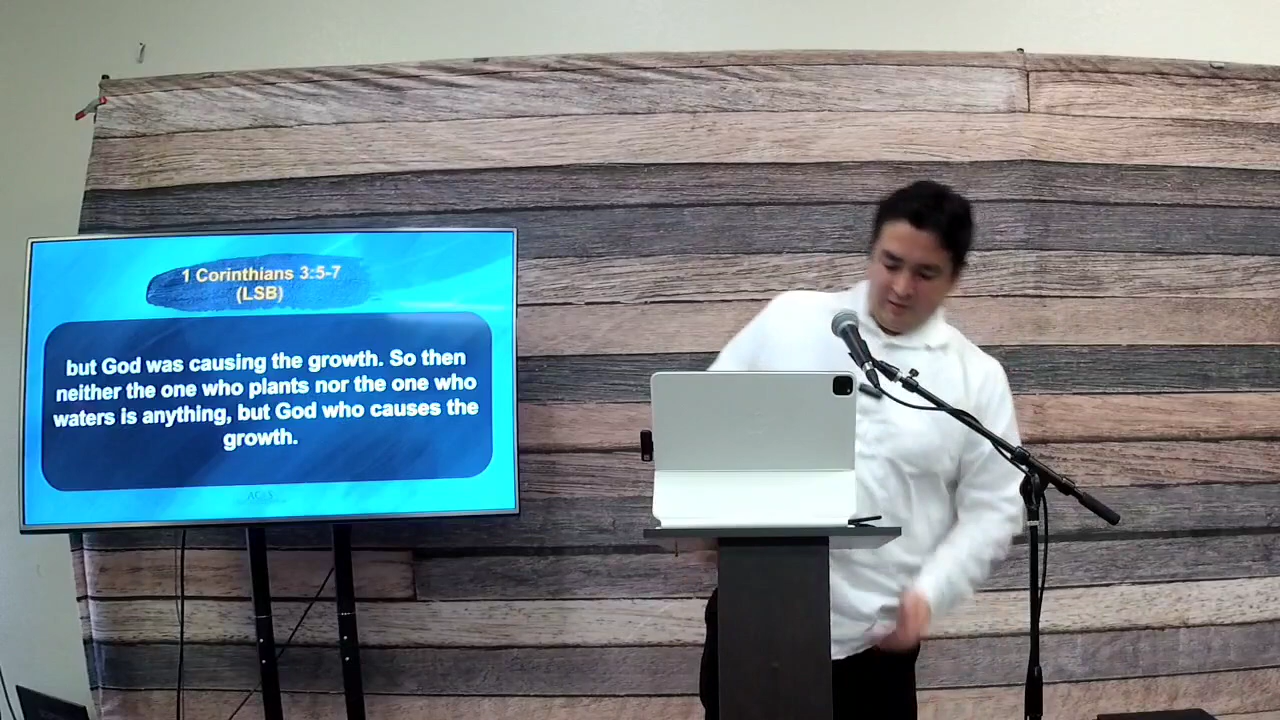 1 Corinthians 3:5-7
(LSB)
but God was causing the growth. So then
neither the one who plants nor the one who
waters is anything, but God who causes the
growth.